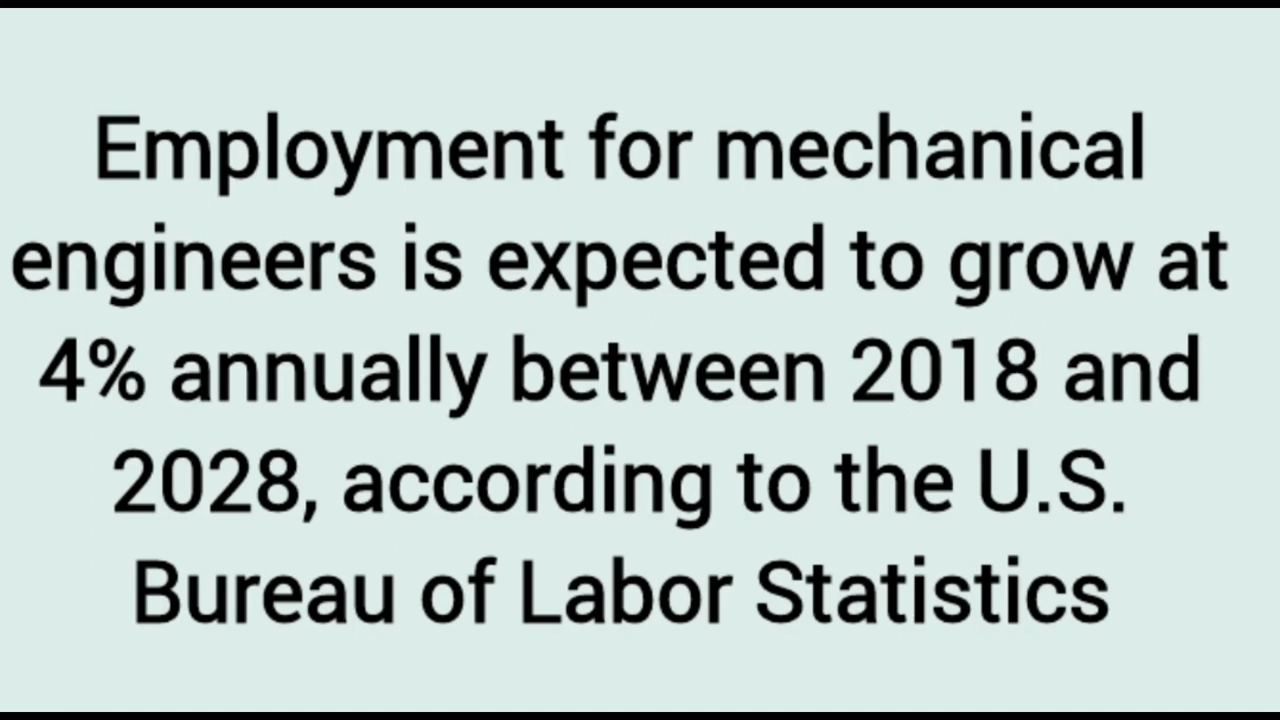 Employment for mechanical
engineers is expected to grow at
4% annually between 2018 and
2028, according to the U.S.
Bureau of Labor Statistics